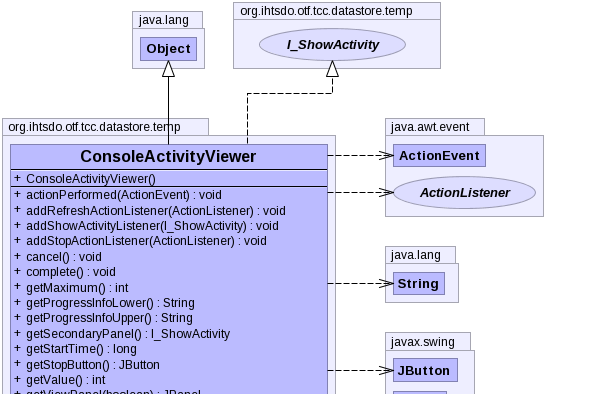 java.lang
Object
org.ihtsdo.otf.tcc.datastore.temp
I_ShowActivity
org.ihtsdo.otf.tcc.datastore.temp
ConsoleActivityViewer
+ ConsoleActivityViewer()
+ actionPerformed(ActionEvent) : void
+ addRefreshActionListener(ActionListener) : void
+ addShowActivityListener(I_ShowActivity) : void
+ addStopActionListener(ActionListener) : void
+ cancel() : void
+ complete() : void
+ getMaximum() : int
+ getProgressInfoLower() : String
+ getProgressInfoUpper() : String
+ getSecondaryPanel() : I_ShowActivity
+ getStartTime() : long
+ getStopButton() : JButton
+ getValue() : int
+ getViewPanel(boolean) : JPanel
java.awt.event
ActionEvent
ActionListener
java.lang
String
javax.swing
JButton